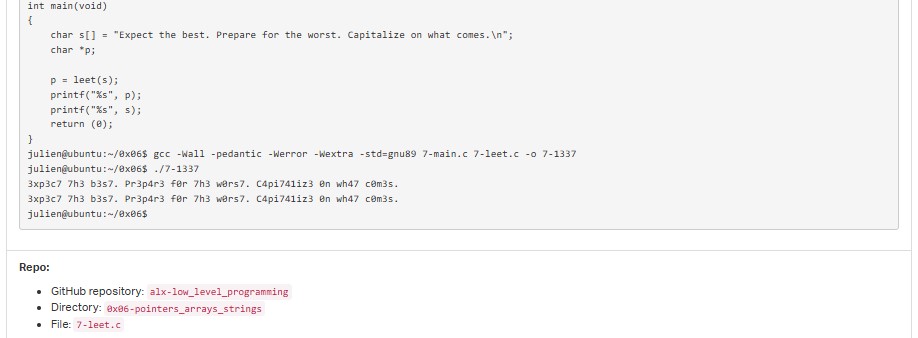 int main(void)
{
    char s[] = "Expect the best. Prepare for the worst. Capitalize on what comes.\n";
    char *p;

    p = leet(s);
    printf("%s", p);
    printf("%s", s);
    return (0);
}
julien@ubuntu:~/0x06$ gcc -Wall -pedantic -Werror -Wextra -std=gnu89 7-main.c 7-leet.c -o 7-1337
julien@ubuntu:~/0x06$ ./7-1337
3xp3c7 7h3 b3s7. Pr3p4r3 f0r 7h3 w0rs7. C4pi741iz3 0n wh47 c0m3s.
3xp3c7 7h3 b3s7. Pr3p4r3 f0r 7h3 w0rs7. C4pi741iz3 0n wh47 c0m3s.
julien@ubuntu:~/0x06$
Repo:
• GitHub repository: alx-low_level_programming
• Directory: 0x06-pointers_arrays_strings
• File: 7-leet.c